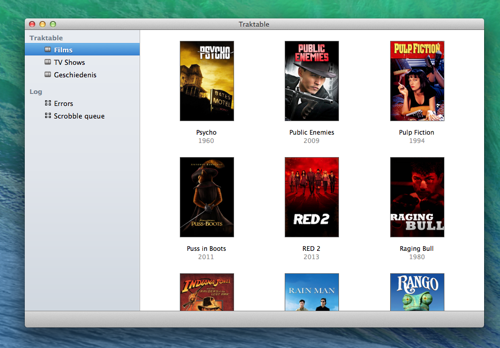 Traktable
Traktable
Films
TV Shows
Geschiedenis
Log
Errors
Scrobble queue
PSYCHO
BATES
MOTEL
PUBLIC
ENEMIES
PULP FICTION
Psycho
1960
Public Enemies
2009
Pulp Fiction
1994
PUSS IN BOOTS
RED 2
RAGING
BULL
Puss in Boots
2011
RED 2
2013
Raging Bull
1980
INDIANA JONES
RAIN MAN
RANGO